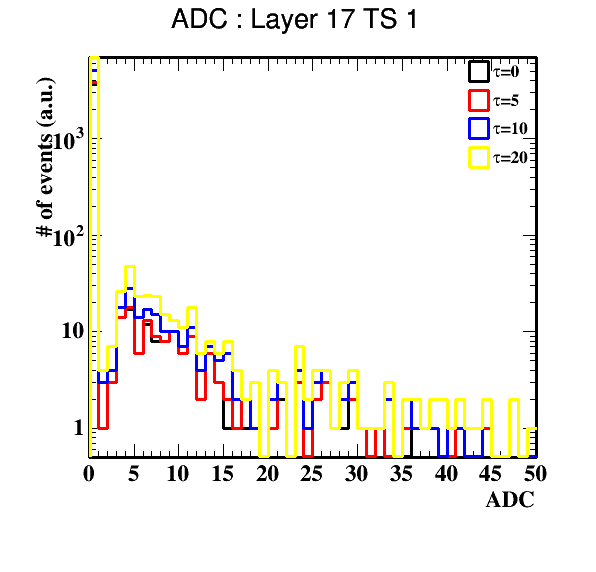 ADC : Layer 17 TS 1
# of events (a.u.)
10³
10²
10
1
τ=0
τ=5
τ=10
τ=20
0 5 10 15 20 25 30 35 40 45 50
ADC